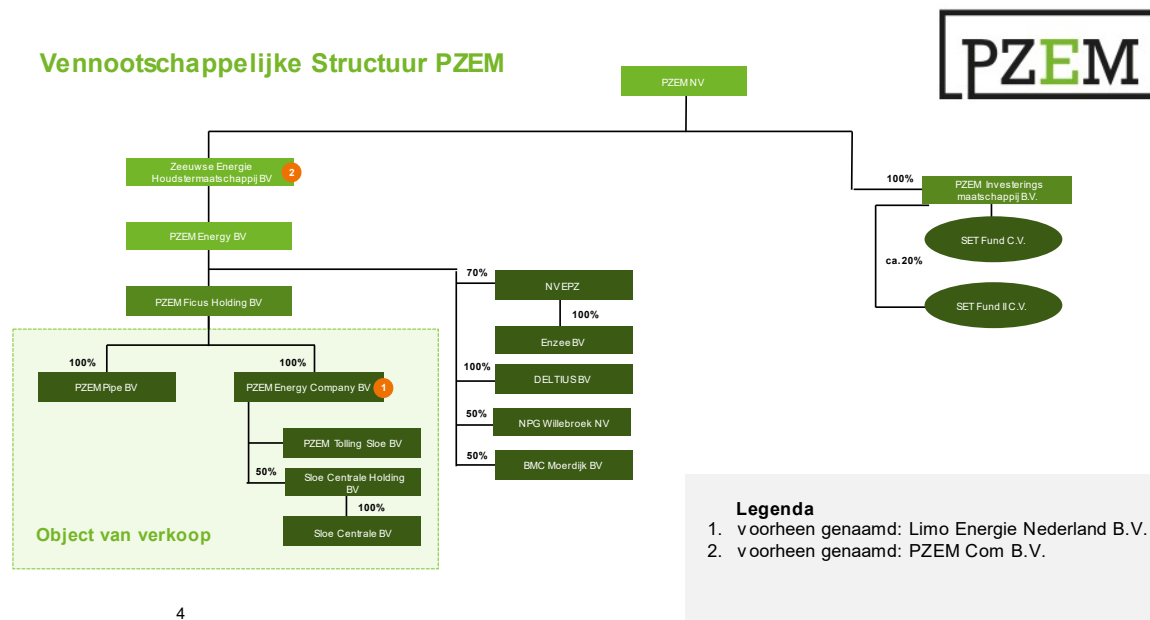 Vennootschappelijke Structuur PZEM
PZEM
PZEM NV
Zeeuwse Energie
Houdstermaatschappij BV
2
100%
PZEM Investerings
maatschappij B.V.
PZEM Energy BV
SET Fund C.V.
ca.20%
70%
NV EPZ
PZEM Ficus Holding BV
SET Fund II C.V.
100%
Enzee BV
100%
PZEM Pipe BV
100%
PZEM Energy Company BV
1
100%
DELTIUS BV
50%
NPG Willebroek NV
PZEM Tolling Sloe BV
50%
BMC Moerdijk BV
50%
Sloe Centrale Holding
BV
100%
Sloe Centrale BV
Object van verkoop
Legenda
1. voorheen genaamd: Limo Energie Nederland B.V.
2. voorheen genaamd: PZEM Com B.V.
4